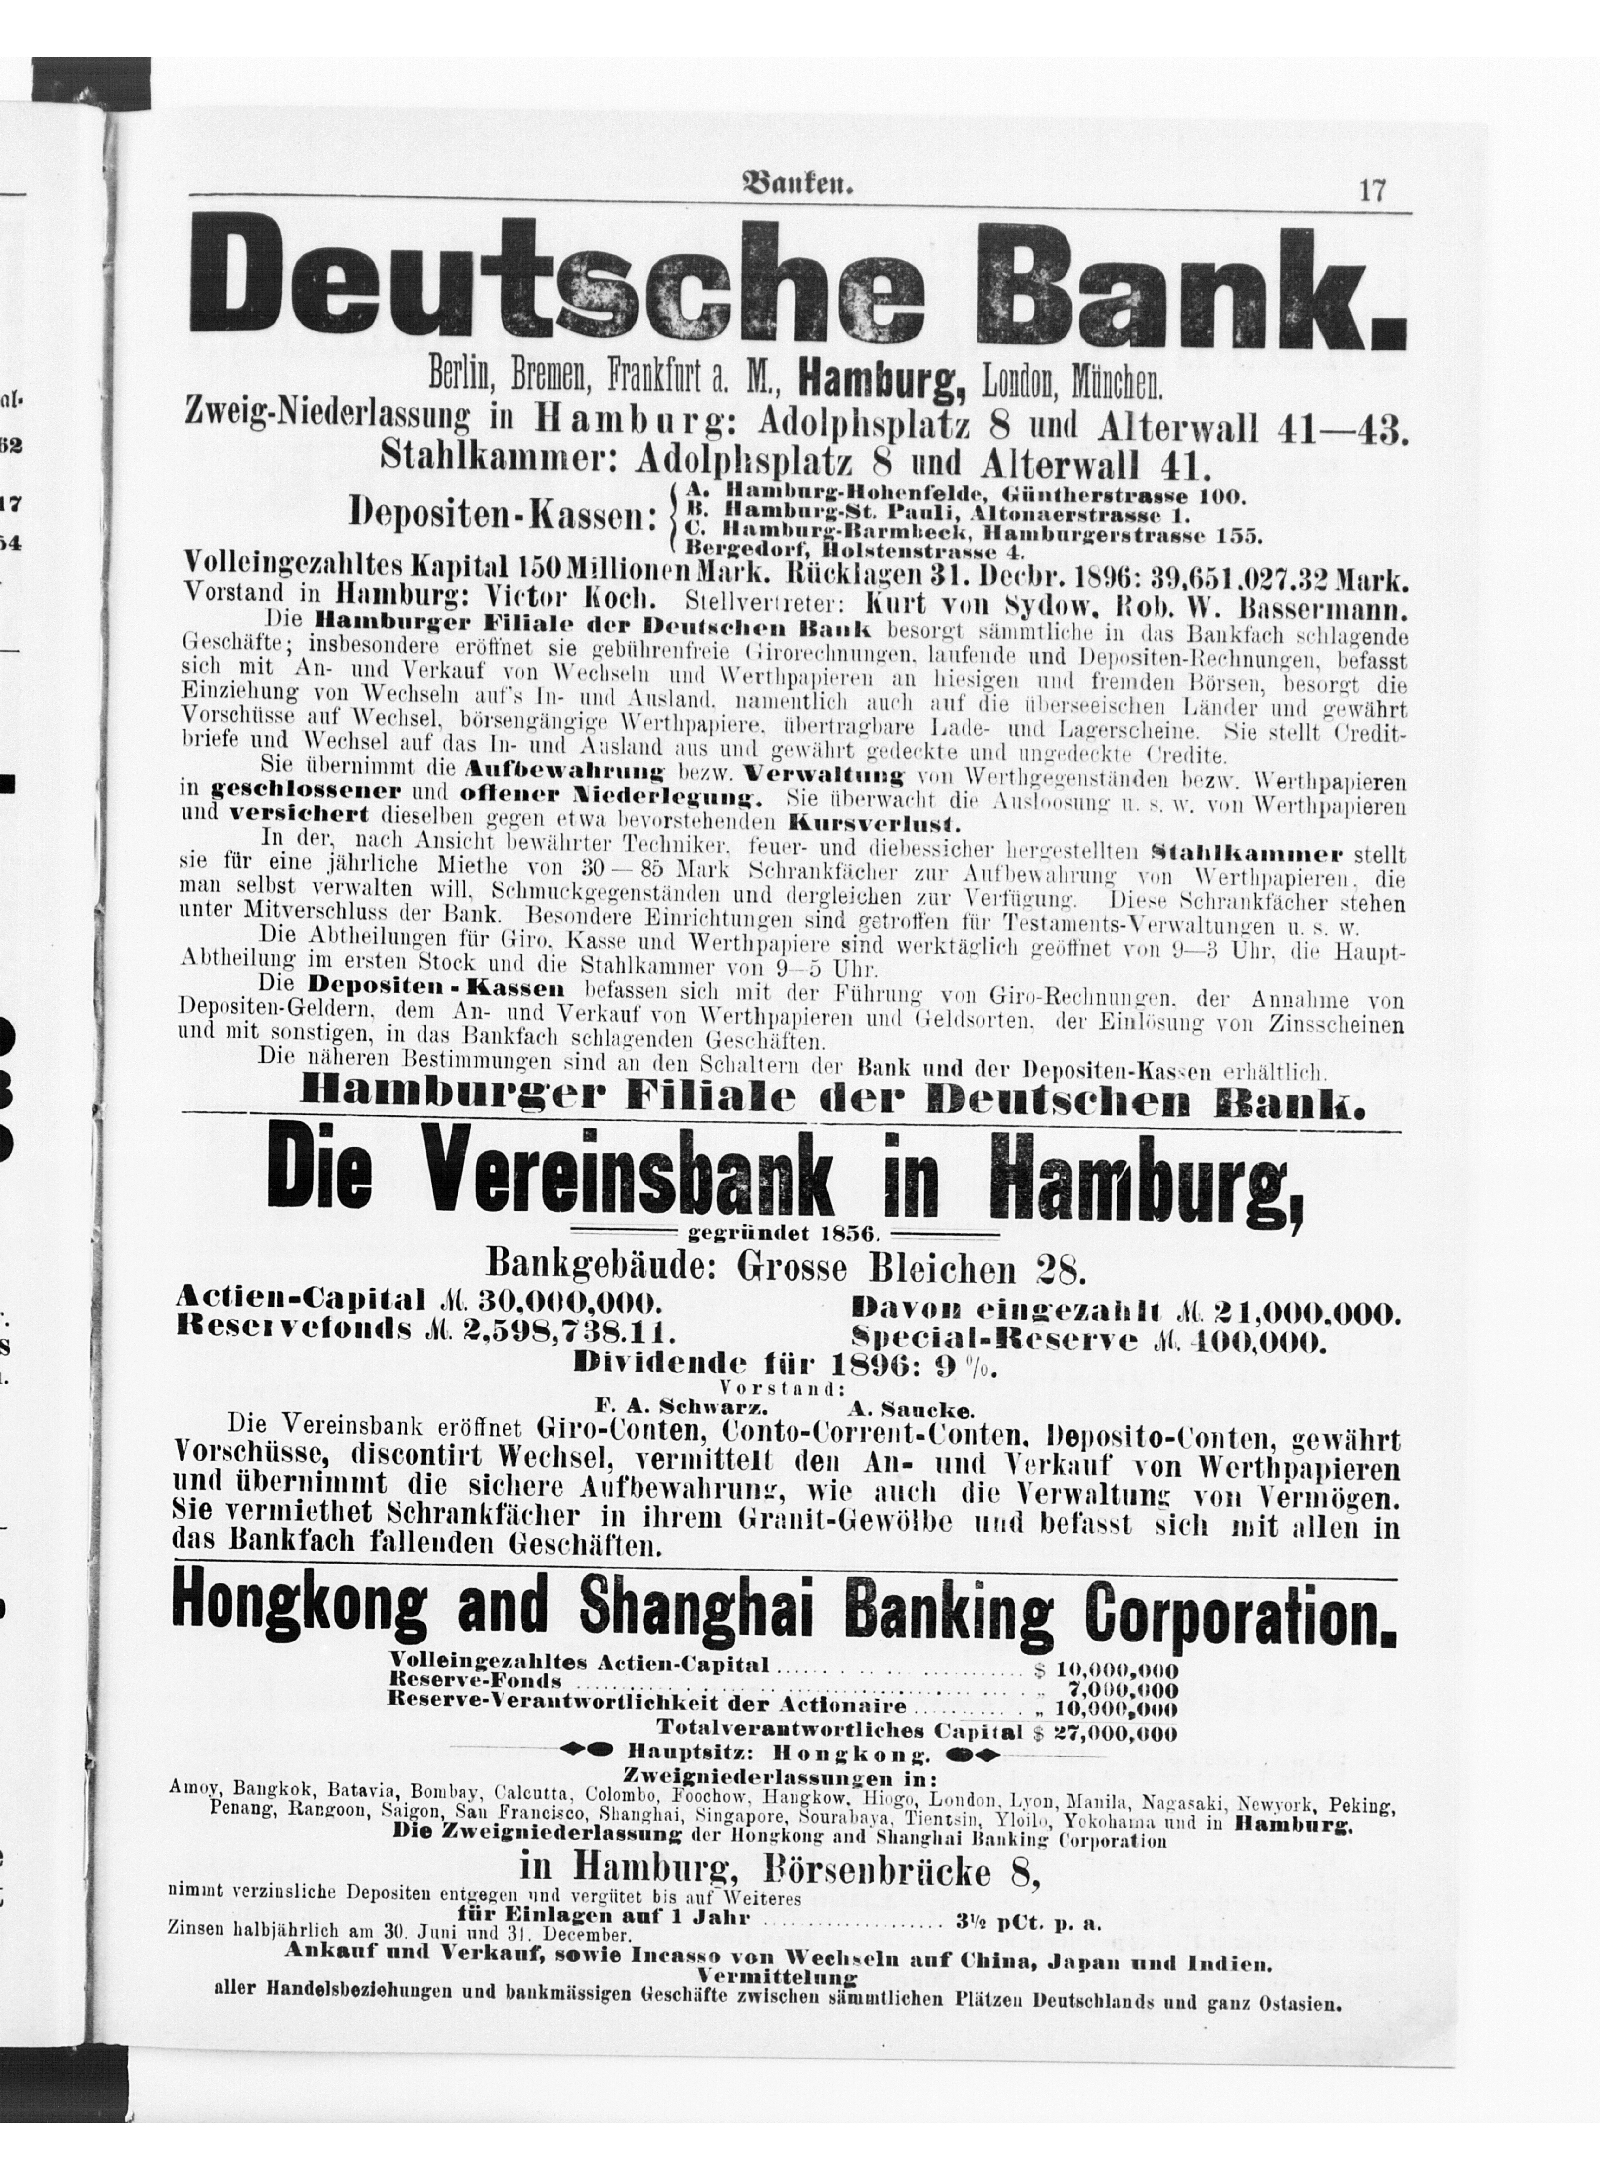 Banken.
17
Deutsche Bank.
Berlin, Bremen, Frankfurt a. M., Hamburg, London, München.
Zweig-Niederlassung in Hamburg: Adolphsplatz 8 und Alterwall 41—43.
Stahlkammer: Adolphsplatz 8 und Alterwall 41.
Depositen-Kassen:
A. Hamburg-Hohenfelde, Güntherstrasse 100.
B. Hamburg-St. Pauli, Altonaerstrasse 1.
C. Hamburg-Barmbeck, Hamburgerstrasse 155.
Bergedorf, Holstenstrasse 4.
Volleingezahltes Kapital 150 Millionen Mark. Rücklagen 31. Decbr. 1896: 39,651,027.32 Mark.
Vorstand in Hamburg: Victor Koch. Stellvertreter: Kurt von Sydow, Rob. W. Bassermann.
Die Hamburger Filiale der Deutschen Bank besorgt sämmtliche in das Bankfach schlagende
Geschäfte; insbesondere eröffnet sie gebührenfreie Girorechnungen, laufende und Depositen-Rechnungen, befasst
sich mit An- und Verkauf von Wechseln und Werthpapieren an hiesigen und fremden Börsen, besorgt die
Einziehung von Wechseln auf's In- und Ausland, namentlich auch auf die überseeischen Länder und gewährt
Vorschüsse auf Wechsel, börsengängige Werthpapiere, übertragbare Lade- und Lagerscheine. Sie stellt Credit-
briefe und Wechsel auf das In- und Ausland aus und gewährt gedeckte und ungedeckte Credite.
Sie übernimmt die Aufbewahrung bezw. Verwaltung von Werthgegenständen bezw. Werthpapieren
in geschlossener und offener Niederlegung. Sie überwacht die Ausloosung u. s. w. von Werthpapieren
und versichert dieselben gegen etwa bevorstehenden Kursverlust.
In der, nach Ansicht bewährter Techniker, feuer- und diebessicher hergestellten Stahlkammer stellt
sie für eine jährliche Miethe von 30 — 85 Mark Schrankfächer zur Aufbewahrung von Werthpapieren, die
man selbst verwalten will, Schmuckgegenständen und dergleichen zur Verfügung. Diese Schrankfächer stehen
unter Mitverschluss der Bank. Besondere Einrichtungen sind getroffen für Testaments-Verwaltungen u. s. w.
Die Abtheilungen für Giro, Kasse und Werthpapiere sind werktäglich geöffnet von 9—3 Uhr, die Haupt-
Abtheilung im ersten Stock und die Stahlkammer von 9—5 Uhr.
Die Depositen-Kassen befassen sich mit der Führung von Giro-Rechnungen, der Annahme von
Depositen-Geldern, dem An- und Verkauf von Werthpapieren und Geldsorten, der Einlösung von Zinsscheinen
und mit sonstigen, in das Bankfach schlagenden Geschäften.
Die näheren Bestimmungen sind an den Schaltern der Bank und der Depositen-Kassen erhältlich.
Hamburger Filiale der Deutschen Bank.
Die Vereinsbank in Hamburg,
gegründet 1856.
Bankgebäude: Grosse Bleichen 28.
Actien-Capital M. 30,000,000. Davon eingezahlt M. 21,000,000.
Reservefonds M. 2,598,738.11. Special-Reserve M. 400,000.
Dividende für 1896: 9 %.
Vorstand:
F. A. Schwarz. A. Saucke.
Die Vereinsbank eröffnet Giro-Conten, Conto-Corrent-Conten, Deposito-Conten, gewährt
Vorschüsse, discontirt Wechsel, vermittelt den An- und Verkauf von Werthpapieren
und übernimmt die sichere Aufbewahrung, wie auch die Verwaltung von Vermögen.
Sie vermiethet Schrankfächer in ihrem Granit-Gewölbe und befasst sich mit allen in
das Bankfach fallenden Geschäften.
Hongkong and Shanghai Banking Corporation.
Volleingezahltes Actien-Capital $ 10,000,000
Reserve-Fonds „ 7,000,000
Reserve-Verantwortlichkeit der Actionaire „ 10,000,000
Totalverantwortliches Capital $ 27,000,000
Hauptsitz: Hongkong.
Zweigniederlassungen in:
Amoy, Bangkok, Batavia, Bombay, Calcutta, Colombo, Foochow, Hangkow, Hiogo, London, Lyon, Manila, Nagasaki, Newyork, Peking,
Penang, Rangoon, Saigon, San Francisco, Shanghai, Singapore, Sourabaya, Tientsin, Yloilo, Yokohama und in Hamburg.
Die Zweigniederlassung der Hongkong and Shanghai Banking Corporation
in Hamburg, Börsenbrücke 8,
nimmt verzinsliche Depositen entgegen und vergütet bis auf Weiteres
für Einlagen auf 1 Jahr 3½ pCt. p. a.
Zinsen halbjährlich am 30. Juni und 31. December.
Ankauf und Verkauf, sowie Incasso von Wechseln auf China, Japan und Indien.
Vermittelung
aller Handelsbeziehungen und bankmässigen Geschäfte zwischen sämmtlichen Plätzen Deutschlands und ganz Ostasien.